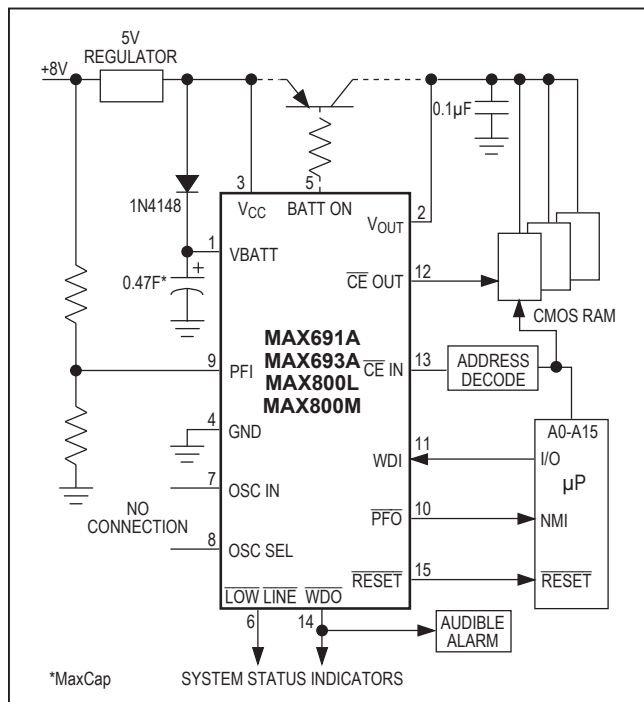 5V
REGULATOR
+8V
0.1µF
3
5
1N4148
VCC
BATT ON
2
VOUT
1
VBATT
0.47F*
+
12
CE OUT
CMOS RAM
MAX691A
MAX693A
MAX800L
MAX800M
9
PFI
13
CE IN
ADDRESS
DECODE
4
GND
A0-A15
11
WDI
I/O
µP
7
OSC IN
NO
CONNECTION
10
PFO
NMI
8
OSC SEL
15
RESET
RESET
LOW LINE
WDO
6
14
AUDIBLE
ALARM
*MaxCap
SYSTEM STATUS INDICATORS